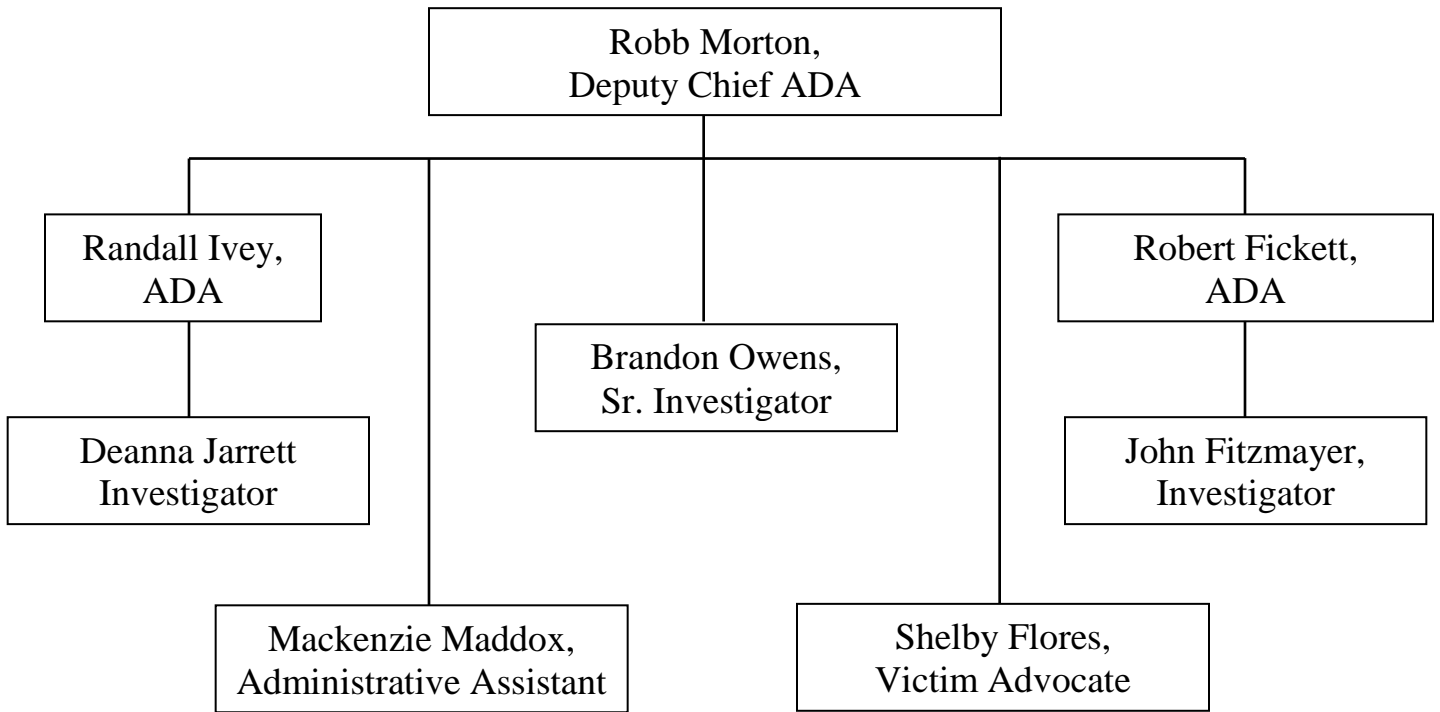 Robb Morton,
Deputy Chief ADA
Randall Ivey,
ADA
Robert Fickett,
ADA
Brandon Owens,
Sr. Investigator
Deanna Jarrett
Investigator
John Fitzmayer,
Investigator
Mackenzie Maddox,
Administrative Assistant
Shelby Flores,
Victim Advocate